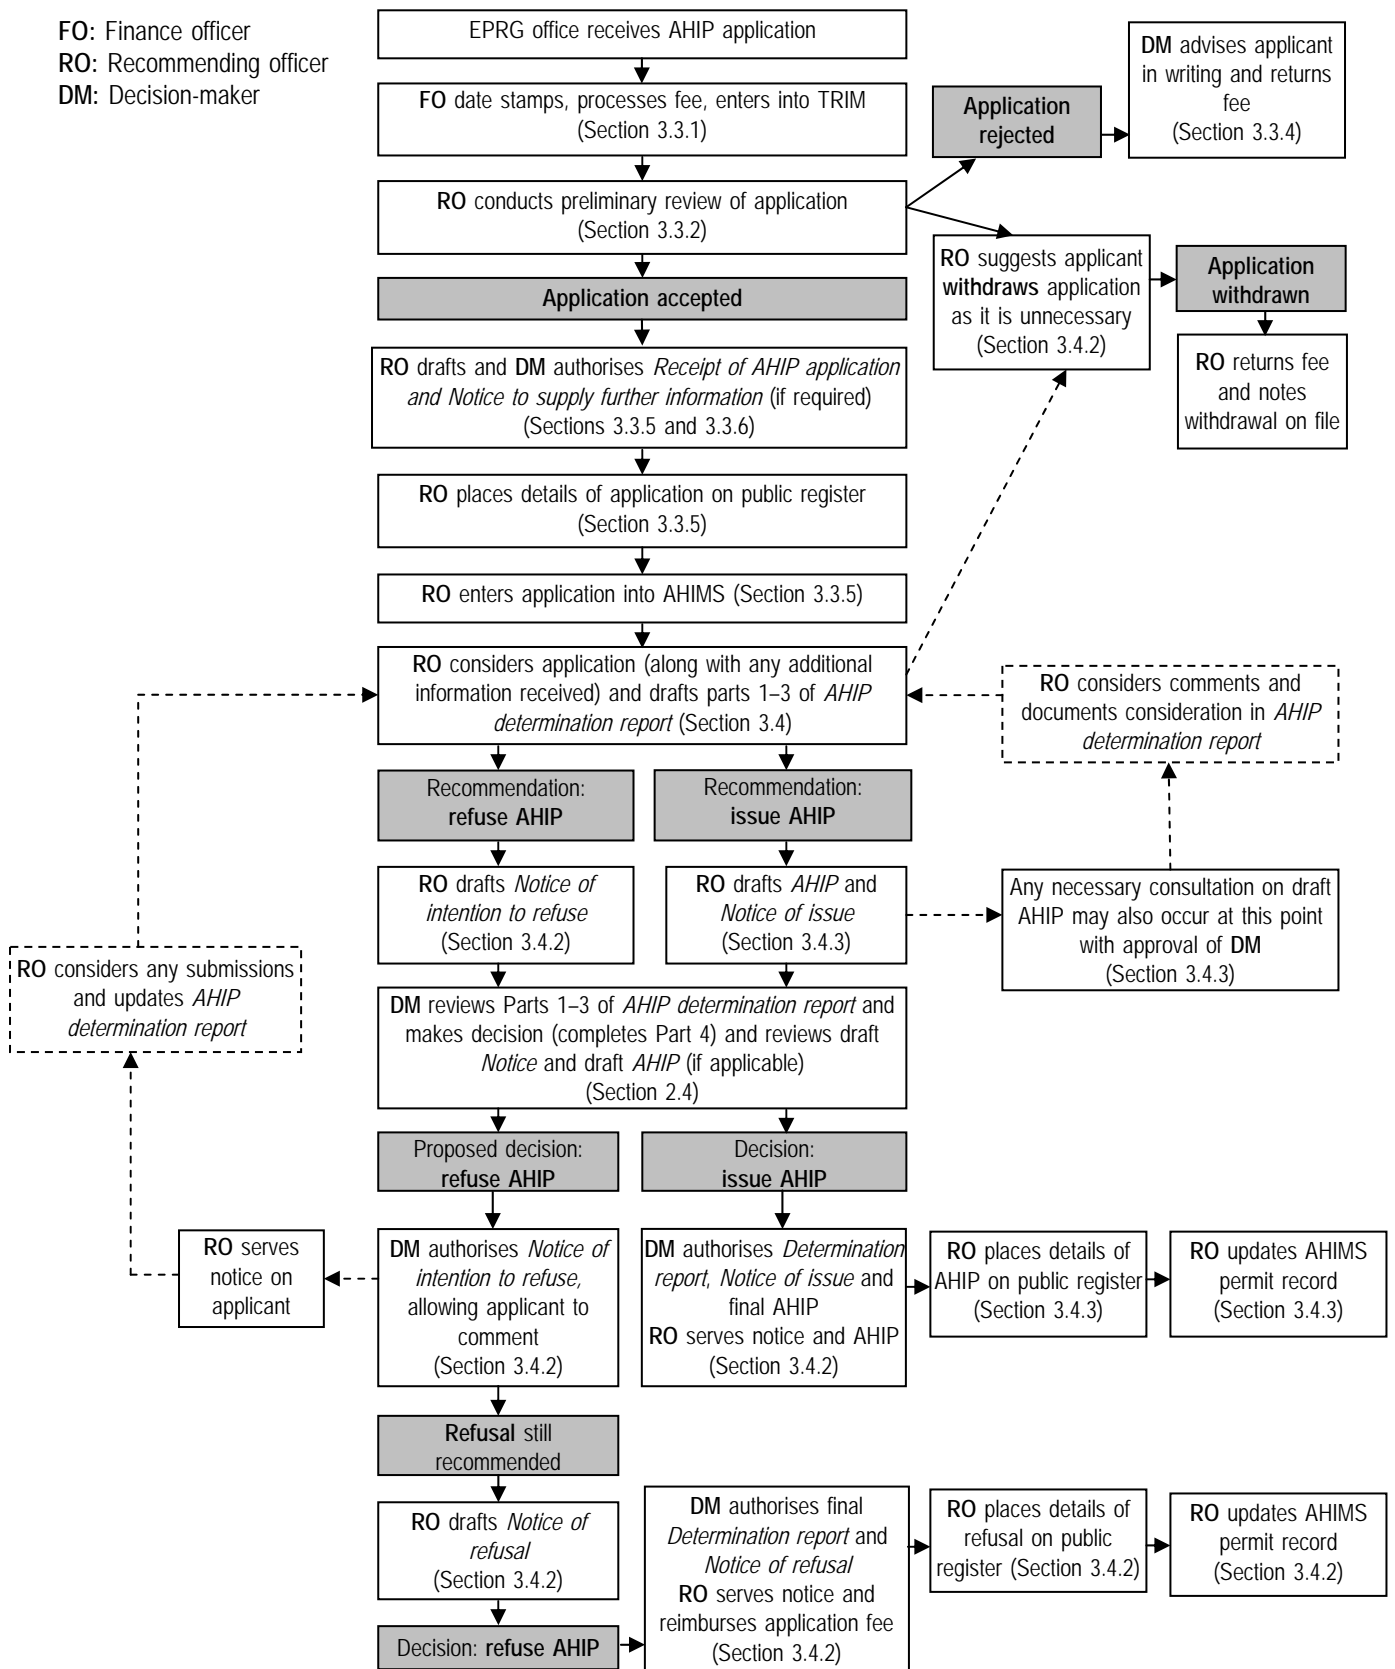 FO: Finance officer
RO: Recommending officer
DM: Decision-maker
EPRG office receives AHIP application
FO date stamps, processes fee, enters into TRIM
(Section 3.3.1)
Application
rejected
DM advises applicant
in writing and returns
fee
(Section 3.3.4)
RO conducts preliminary review of application
(Section 3.3.2)
RO suggests applicant
withdraws application
as it is unnecessary
(Section 3.4.2)
Application
withdrawn
RO returns fee
and notes
withdrawal on file
Application accepted
RO drafts and DM authorises Receipt of AHIP application
and Notice to supply further information (if required)
(Sections 3.3.5 and 3.3.6)
RO places details of application on public register
(Section 3.3.5)
RO enters application into AHIMS (Section 3.3.5)
RO considers application (along with any additional
information received) and drafts parts 1–3 of AHIP
determination report (Section 3.4)
RO considers comments and
documents consideration in AHIP
determination report
Recommendation:
refuse AHIP
Recommendation:
issue AHIP
RO drafts Notice of
intention to refuse
(Section 3.4.2)
RO drafts AHIP and
Notice of issue
(Section 3.4.3)
Any necessary consultation on draft
AHIP may also occur at this point
with approval of DM
(Section 3.4.3)
RO considers any submissions
and updates AHIP
determination report
DM reviews Parts 1–3 of AHIP determination report and
makes decision (completes Part 4) and reviews draft
Notice and draft AHIP (if applicable)
(Section 2.4)
Proposed decision:
refuse AHIP
Decision:
issue AHIP
RO serves
notice on
applicant
DM authorises Notice of
intention to refuse,
allowing applicant to
comment
(Section 3.4.2)
DM authorises Determination
report, Notice of issue and
final AHIP
RO serves notice and AHIP
(Section 3.4.2)
RO places details of
AHIP on public register
(Section 3.4.3)
RO updates AHIMS
permit record
(Section 3.4.3)
Refusal still
recommended
RO drafts Notice of
refusal
(Section 3.4.2)
Decision: refuse AHIP
DM authorises final
Determination report and
Notice of refusal
RO serves notice and
reimburses application fee
(Section 3.4.2)
RO places details of
refusal on public
register (Section 3.4.2)
RO updates AHIMS
permit record
(Section 3.4.2)